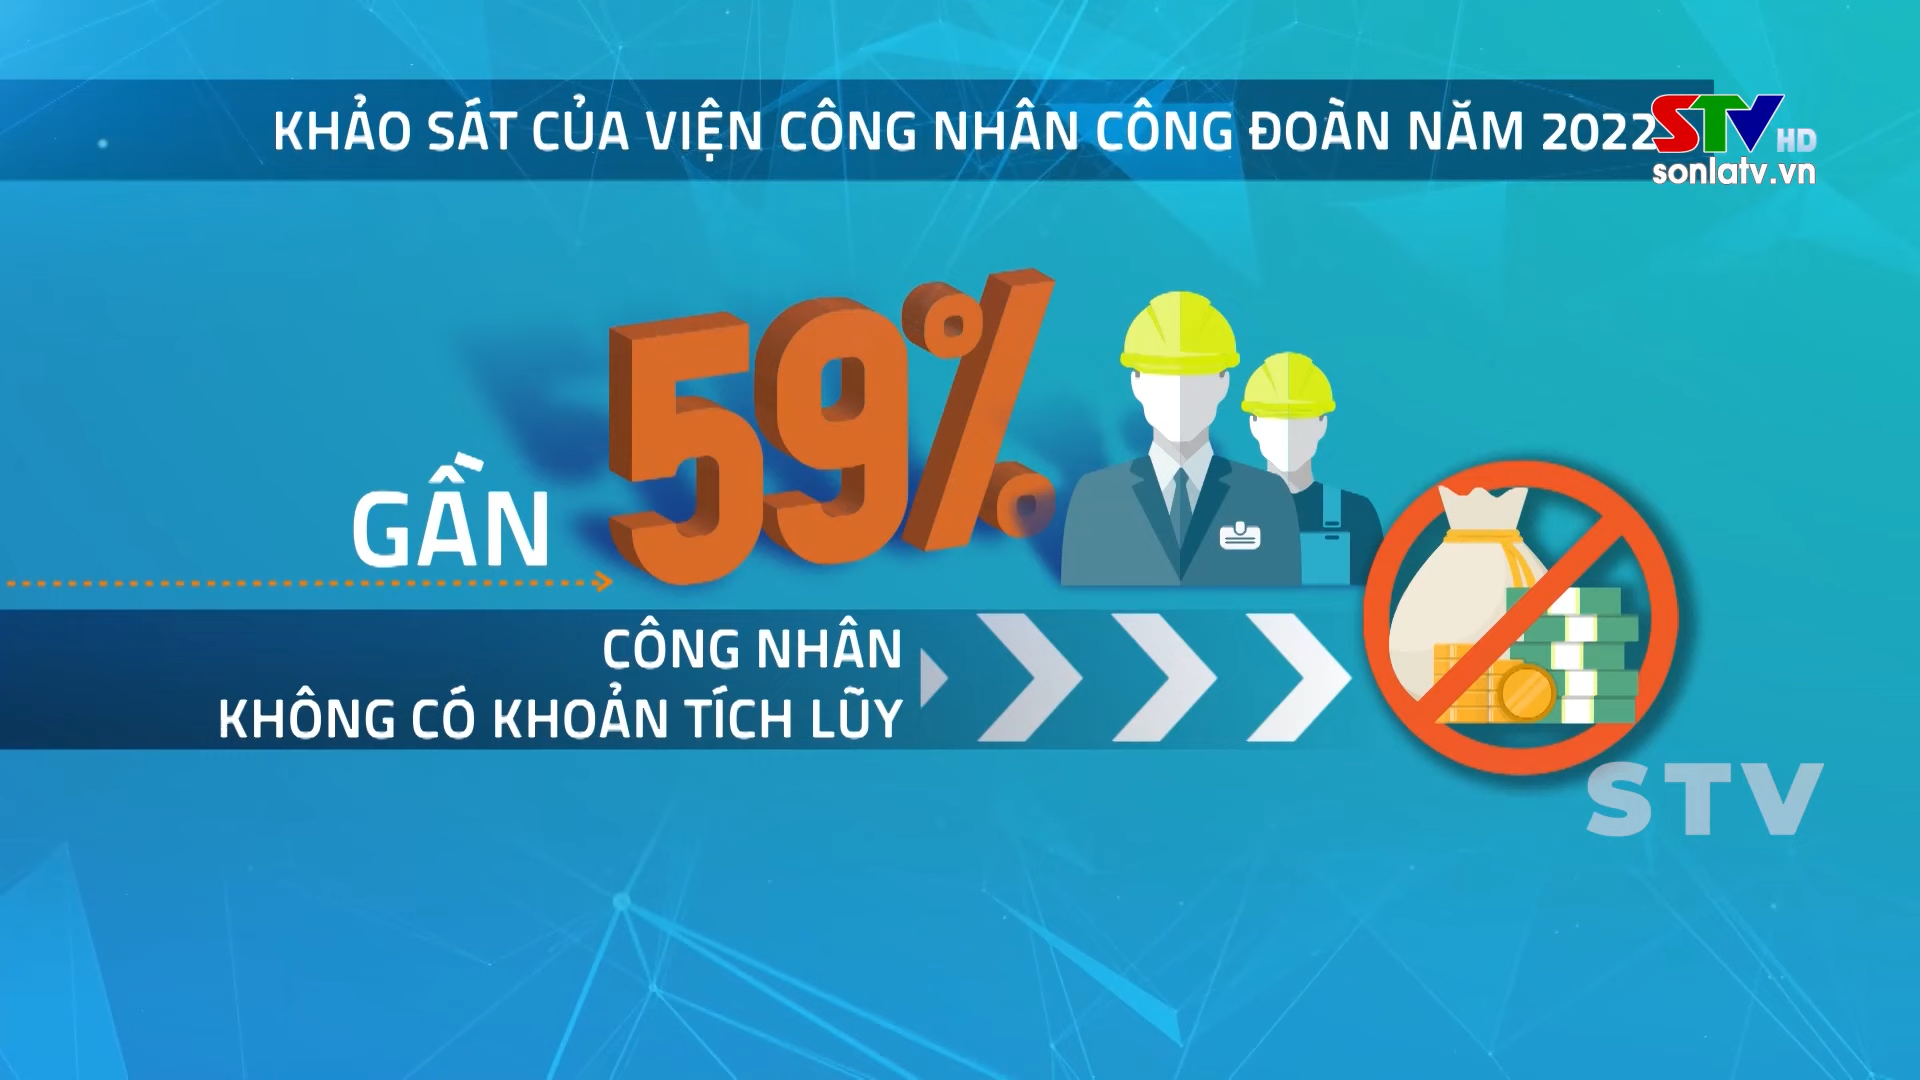 KHẢO SÁT CỦA VIỆN CÔNG NHÂN CÔNG ĐOÀN NĂM 2022
STV HD
sonlatv.vn
GẦN 59%
CÔNG NHÂN
KHÔNG CÓ KHOẢN TÍCH LŨY
STV